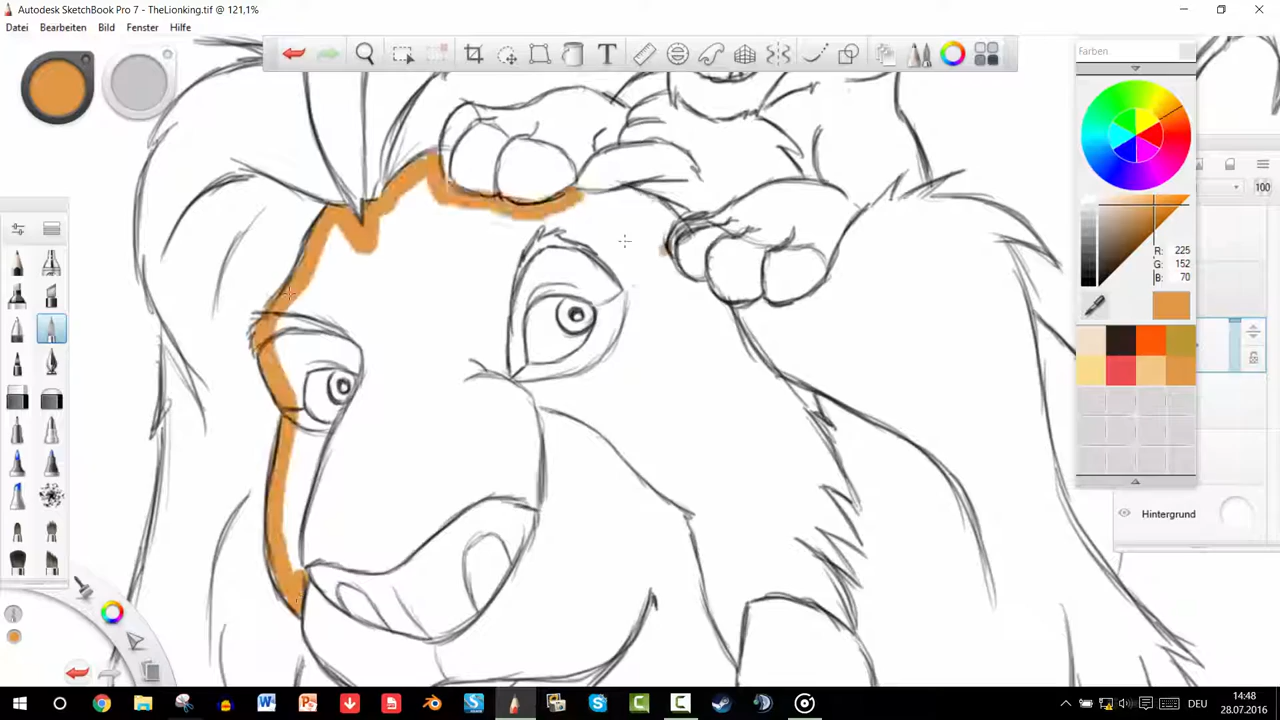 Autodesk SketchBook Pro 7 - TheLionking.tif @ 121,1%
Datei Bearbeiten Bild Fenster Hilfe
Farben
R: 225
G: 152
B: 70
100
Hintergrund
14:48
DEU
28.07.2016